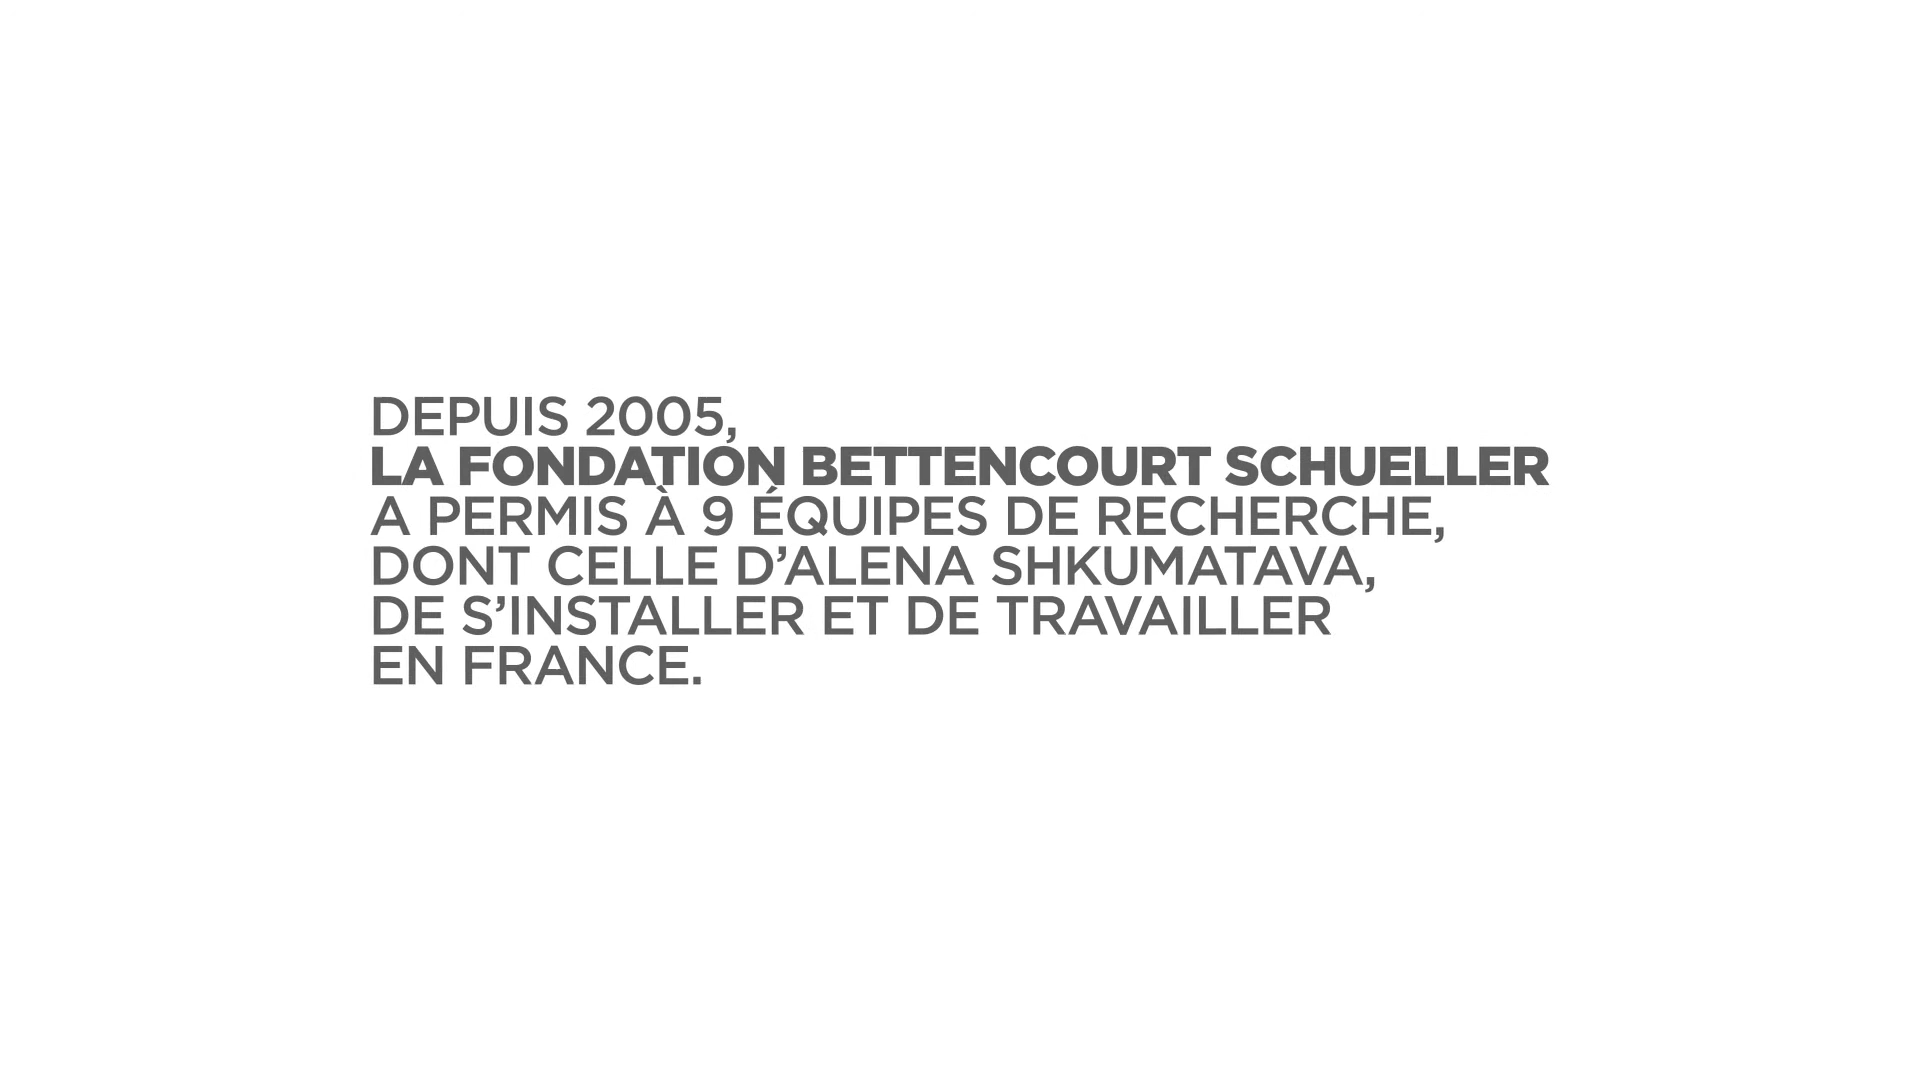 DEPUIS 2005,
LA FONDATION BETTENCOURT SCHUELLER
A PERMIS À 9 ÉQUIPES DE RECHERCHE,
DONT CELLE D’ALENA SHKUMATAVA,
DE S’INSTALLER ET DE TRAVAILLER
EN FRANCE.